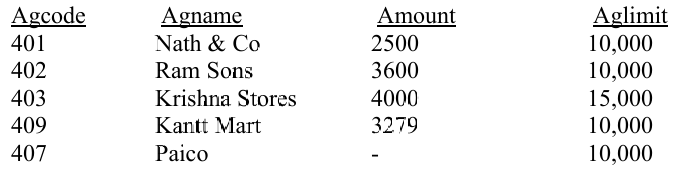 Agcode Agname Amount Aglimit
401 Nath & Co 2500 10,000
402 Ram Sons 3600 10,000
403 Krishna Stores 4000 15,000
409 Kantt Mart 3279 10,000
407 Paico - 10,000